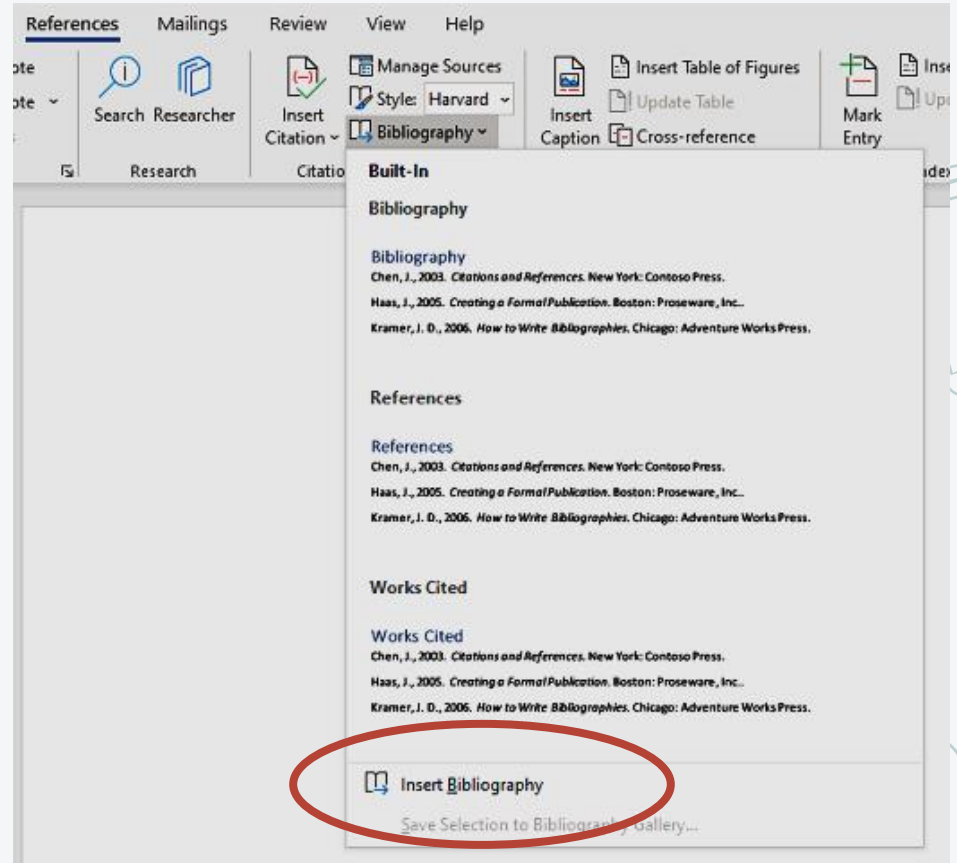 References Mailings Review View Help
ote
ote
Search Researcher
Research
Insert
Citation
Manage Sources
Style: Harvard
Bibliography
Citatio
Insert
Caption
Insert Table of Figures
Update Table
Cross-reference
Mark
Entry
Inse
Up
ndex
Built-In
Bibliography
Bibliography
Chen, J., 2003. Citations and References. New York: Contoso Press.
Haas, J., 2005. Creating a Formal Publication. Boston: Proseware, Inc..
Kramer, J. D., 2006. How to Write Bibliographies. Chicago: Adventure Works Press.
References
References
Chen, J., 2003. Citations and References. New York: Contoso Press.
Haas, J., 2005. Creating a Formal Publication. Boston: Proseware, Inc..
Kramer, J. D., 2006. How to Write Bibliographies. Chicago: Adventure Works Press.
Works Cited
Works Cited
Chen, J., 2003. Citations and References. New York: Contoso Press.
Haas, J., 2005. Creating a Formal Publication. Boston: Proseware, Inc..
Kramer, J. D., 2006. How to Write Bibliographies. Chicago: Adventure Works Press.
Insert Bibliography
Save Selection to Bibliography Gallery...